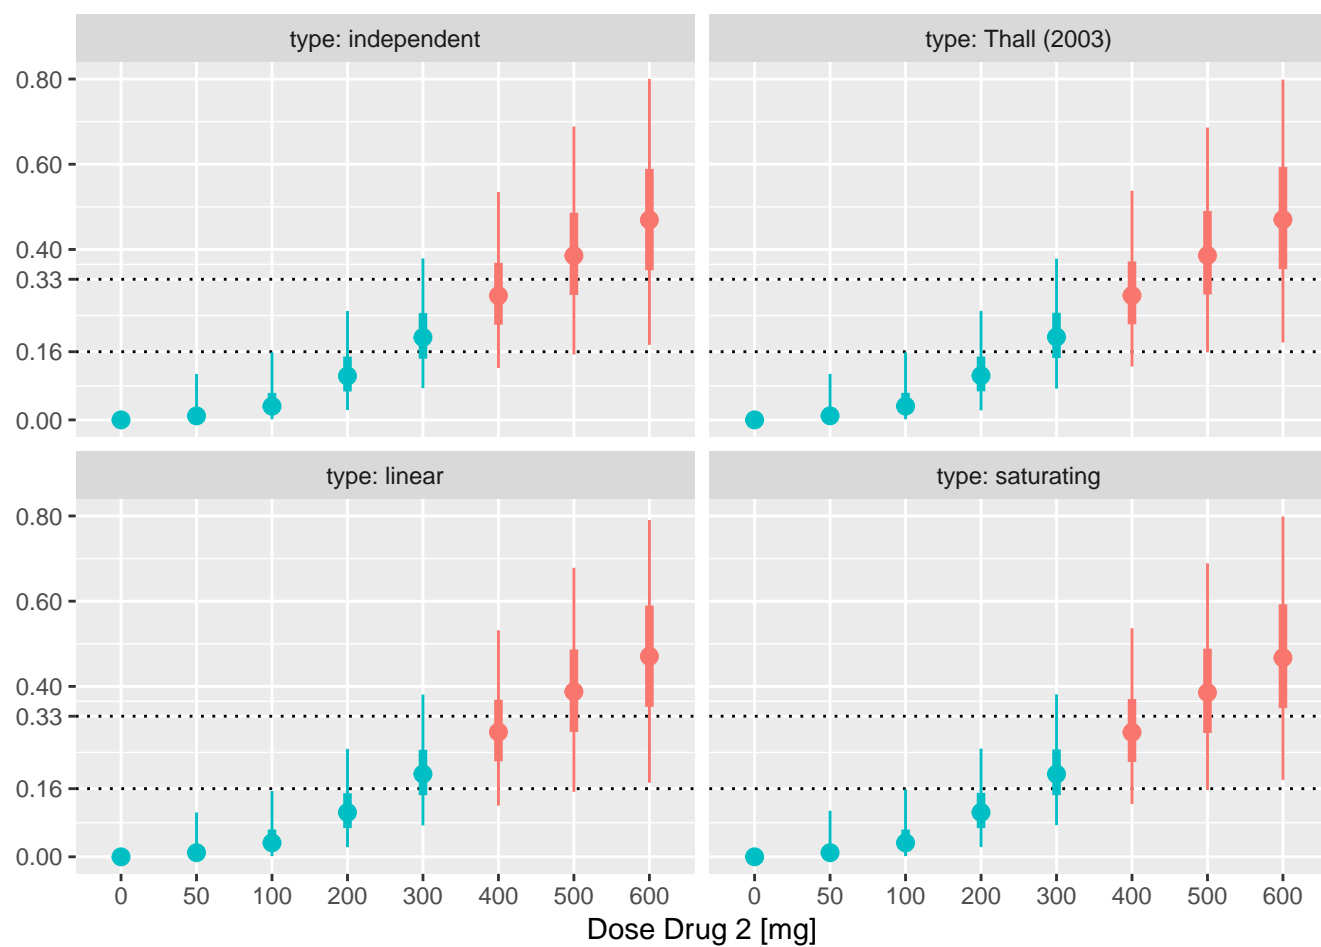 type: independent
type: Thall (2003)
0.80
0.60
0.40
0.33
0.16
0.00
type: linear
type: saturating
0.80
0.60
0.40
0.33
0.16
0.00
0 50 100 200 300 400 500 600
0 50 100 200 300 400 500 600
Dose Drug 2 [mg]